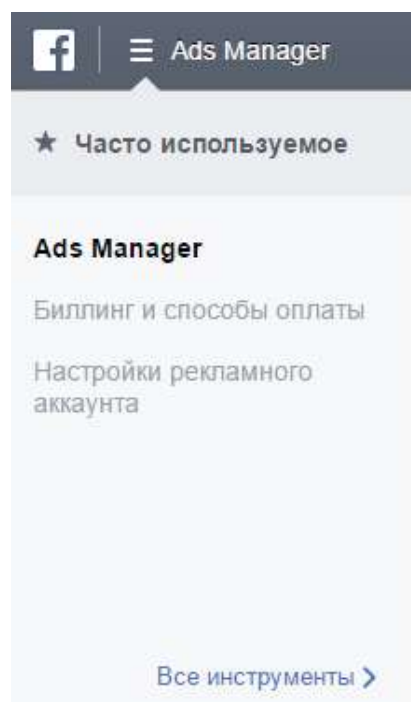 Ads Manager
Часто используемое
Ads Manager
Биллинг и способы оплаты
Настройки рекламного
аккаунта
Все инструменты